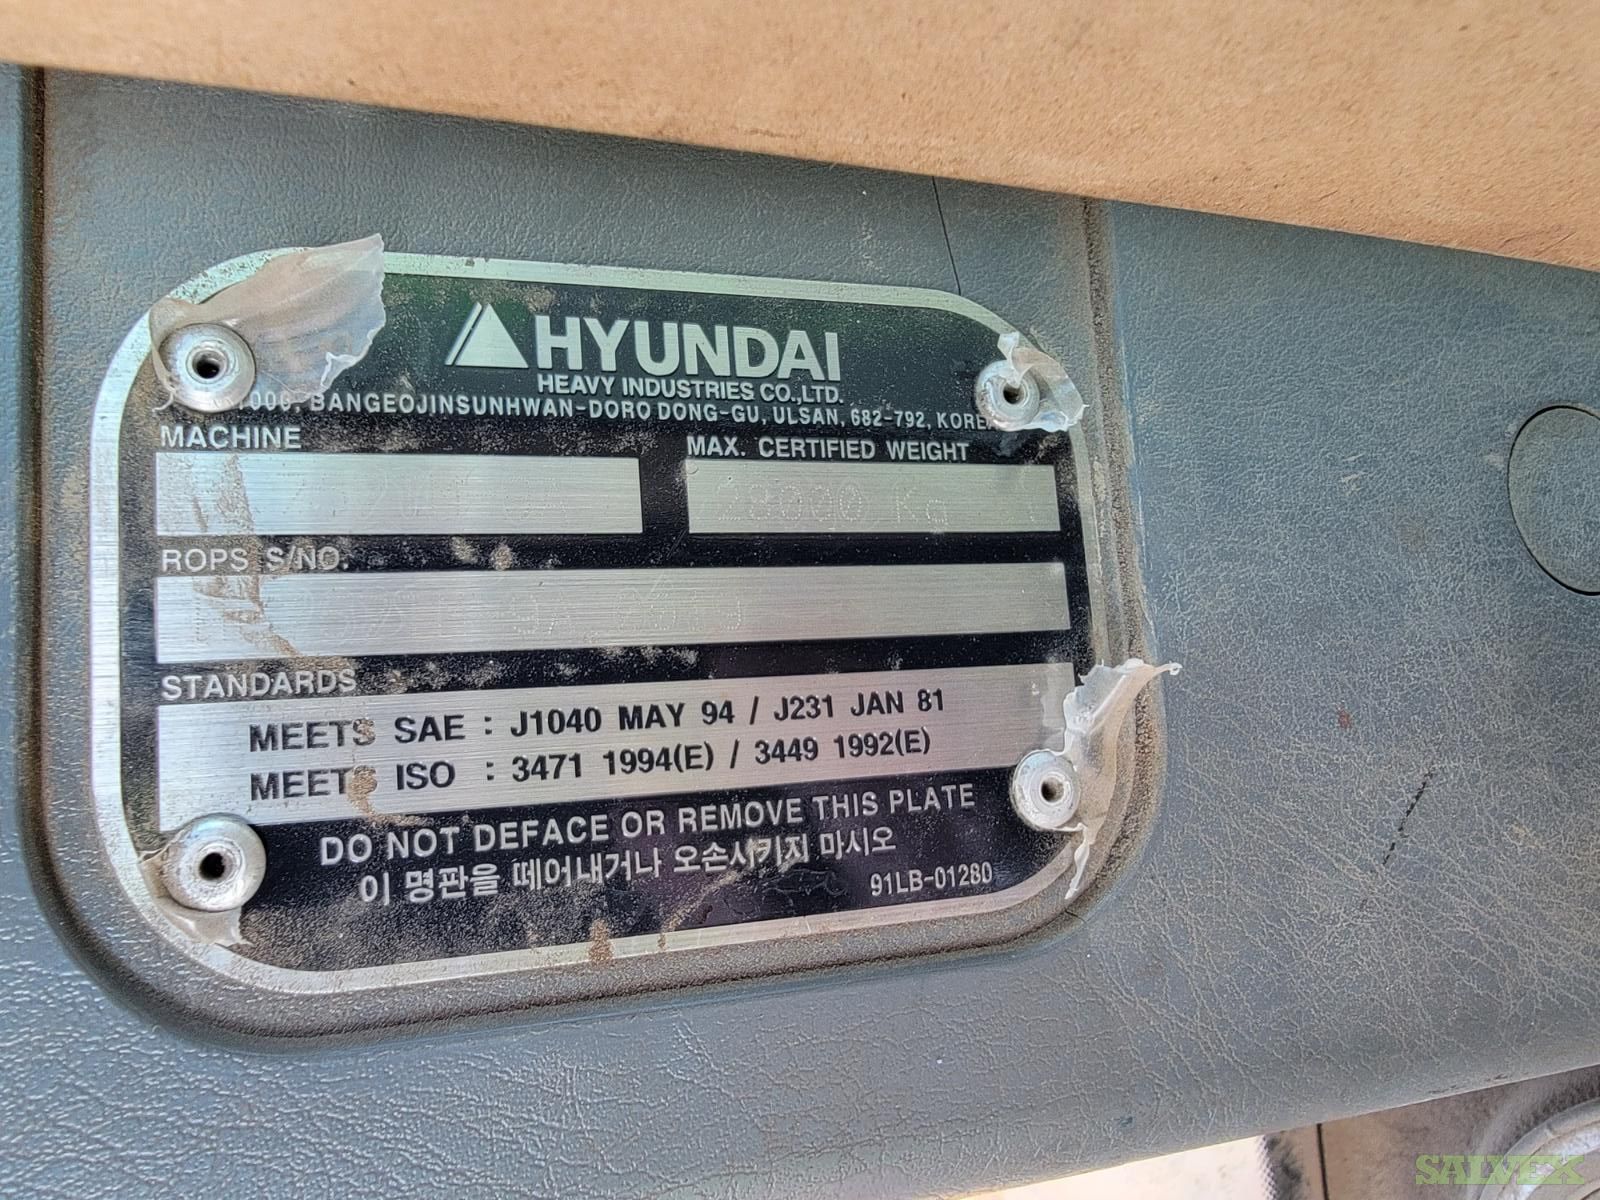 HYUNDAI
HEAVY INDUSTRIES CO.,LTD.
BANGEOJINSUNHWAN-DORO DONG-GU, ULSAN, 682-792, KOREA
MACHINE
MAX. CERTIFIED WEIGHT
28000 Kg
ROPS S/NO.
STANDARDS
MEETS SAE : J1040 MAY 94 / J231 JAN 81
MEETS ISO : 3471 1994(E) / 3449 1992(E)
DO NOT DEFACE OR REMOVE THIS PLATE
이 명판을 떼어내거나 오손시키지 마시오
91LB-01280
SALVEX